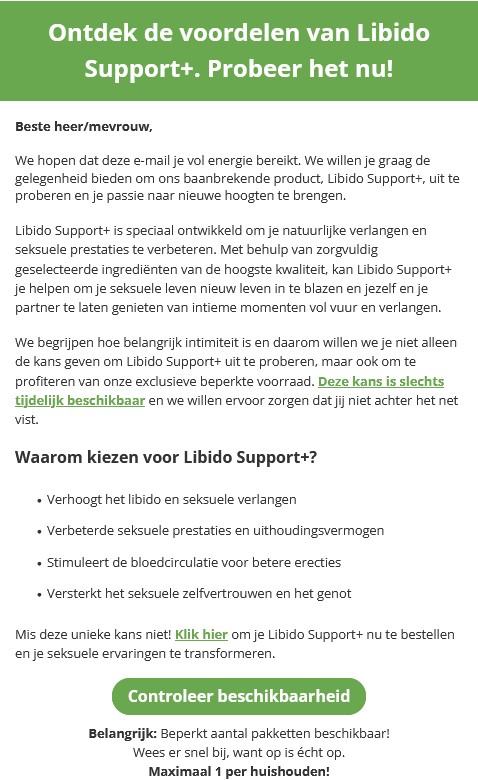 Ontdek de voordelen van Libido
Support+. Probeer het nu!
Beste heer/mevrouw,
We hopen dat deze e-mail je vol energie bereikt. We willen je graag de
gelegenheid bieden om ons baanbrekende product, Libido Support+, uit te
proberen en je passie naar nieuwe hoogten te brengen.
Libido Support+ is speciaal ontwikkeld om je natuurlijke verlangen en
seksuele prestaties te verbeteren. Met behulp van zorgvuldig
geselecteerde ingrediënten van de hoogste kwaliteit, kan Libido Support+
je helpen om je seksuele leven nieuw leven in te blazen en jezelf en je
partner te laten genieten van intieme momenten vol vuur en verlangen.
We begrijpen hoe belangrijk intimiteit is en daarom willen we je niet alleen
de kans geven om Libido Support+ uit te proberen, maar ook om te
profiteren van onze exclusieve beperkte voorraad. Deze kans is slechts
tijdelijk beschikbaar en we willen ervoor zorgen dat jij niet achter het net
vist.
Waarom kiezen voor Libido Support+?
• Verhoogt het libido en seksuele verlangen
• Verbeterde seksuele prestaties en uithoudingsvermogen
• Stimuleert de bloedcirculatie voor betere erecties
• Versterkt het seksuele zelfvertrouwen en het genot
Mis deze unieke kans niet! Klik hier om je Libido Support+ nu te bestellen
en je seksuele ervaringen te transformeren.
Controleer beschikbaarheid
Belangrijk: Beperkt aantal pakketten beschikbaar!
Wees er snel bij, want op is écht op.
Maximaal 1 per huishouden!